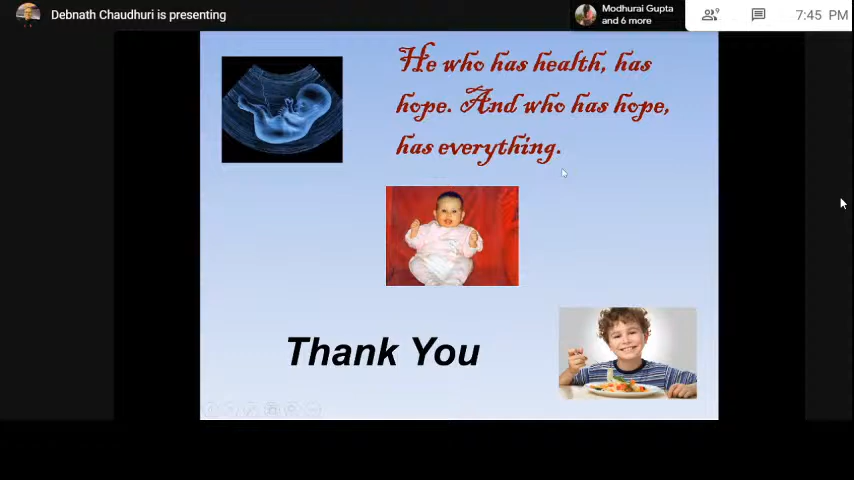 Debnath Chaudhuri is presenting
Modhurai Gupta
and 6 more
9
7:45 PM
He who has health, has
hope. And who has hope,
has everything.
Thank You